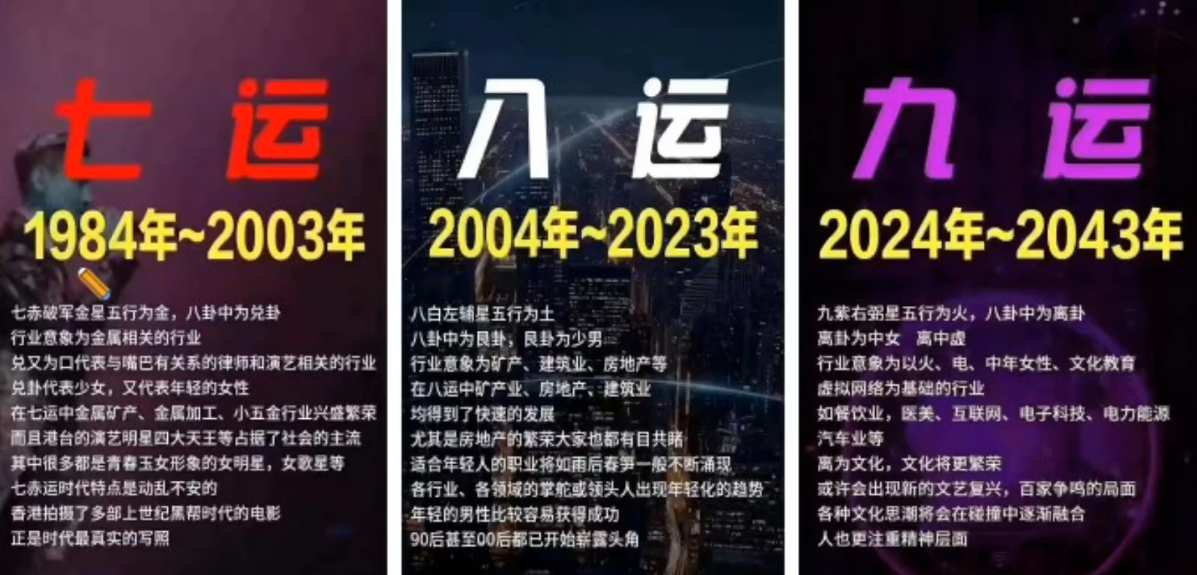 七运
1984年~2003年
七赤破军金星五行为金，八卦中为兑卦
行业意象为金属相关的行业
兑又为口代表与嘴巴有关系的律师和演艺相关的行业
兑卦代表少女，又代表年轻的女性
在七运中金属矿产、金属加工、小五金行业兴盛繁荣
而且港台的演艺明星四大天王等占据了社会的主流
其中很多都是青春玉女形象的女明星，女歌星等
七赤运时代特点是动乱不安的
香港拍摄了多部上世纪黑帮时代的电影
正是时代最真实的写照
八运
2004年~2023年
八白左辅星五行为土
八卦中为艮卦，艮卦为少男
行业意象为矿产、建筑业、房地产等
在八运中矿产业、房地产、建筑业
均得到了快速的发展
尤其是房地产的繁荣大家也都有目共睹
适合年轻人的职业将如雨后春笋一般不断涌现
各行业、各领域的掌舵或领头人出现年轻化的趋势
年轻的男性比较容易获得成功
90后甚至00后都已开始崭露头角
九运
2024年~2043年
九紫右弼星五行为火，八卦中为离卦
离卦为中女 离中虚
行业意象为以火、电、中年女性、文化教育
虚拟网络为基础的行业
如餐饮业，医美、互联网、电子科技、电力能源
汽车业等
离为文化，文化将更繁荣
或许会出现新的文艺复兴，百家争鸣的局面
各种文化思潮将会在碰撞中逐渐融合
人也更注重精神层面